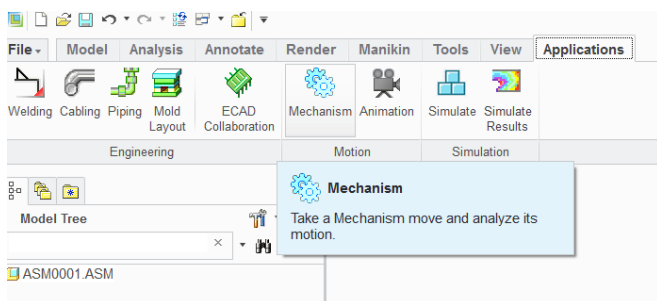 File Model Analysis Annotate Render Manikin Tools View Applications
Welding Cabling Piping Mold Layout ECAD Collaboration Mechanism Animation Simulate Simulate Results
Engineering Motion Simulation
Mechanism
Take a Mechanism move and analyze its
motion.
Model Tree
ASM0001.ASM